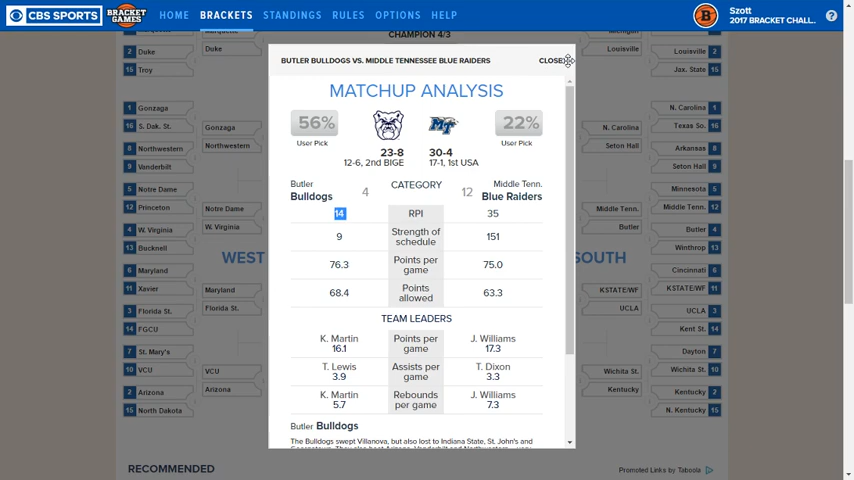 CBS SPORTS
BRACKET GAMES
HOME
BRACKETS
STANDINGS
RULES
OPTIONS
HELP
Szott
2017 BRACKET CHALL..
CHAMPION 4/3
BUTLER BULLDOGS VS. MIDDLE TENNESSEE BLUE RAIDERS
CLOSE
MATCHUP ANALYSIS
56%
User Pick
23-8
12-6, 2nd BIGE
30-4
17-1, 1st USA
22%
User Pick
Butler
Bulldogs
4
CATEGORY
12
Middle Tenn.
Blue Raiders
14 RPI 35
9 Strength of schedule 151
76.3 Points per game 75.0
68.4 Points allowed 63.3
TEAM LEADERS
K. Martin 16.1 Points per game J. Williams 17.3
T. Lewis 3.9 Assists per game T. Dixon 3.3
K. Martin 5.7 Rebounds per game J. Williams 7.3
Butler Bulldogs
The Bulldogs swept Villanova, but also lost to Indiana State, St. John's and
2 Duke
15 Troy
Duke
1 Gonzaga
16 S. Dak. St.
Gonzaga
8 Northwestern
9 Vanderbilt
Northwestern
5 Notre Dame
12 Princeton
Notre Dame
4 W. Virginia
13 Bucknell
W. Virginia
WEST
6 Maryland
11 Xavier
Maryland
3 Florida St.
14 FGCU
Florida St.
7 St. Mary's
10 VCU
VCU
2 Arizona
15 North Dakota
Arizona
Michigan
Louisville
Louisville 2
Jax. State 15
N. Carolina
N. Carolina 1
Texas So. 16
Seton Hall
Arkansas 8
Seton Hall 9
Middle Tenn.
Minnesota 5
Middle Tenn. 12
Butler
Butler 4
Winthrop 13
SOUTH
KSTATE/WF
Cincinnati 6
KSTATE/WF 11
UCLA
UCLA 3
Kent St. 14
Wichita St.
Dayton 7
Wichita St. 10
Kentucky
Kentucky 2
N. Kentucky 15
RECOMMENDED
Promoted Links by Taboola